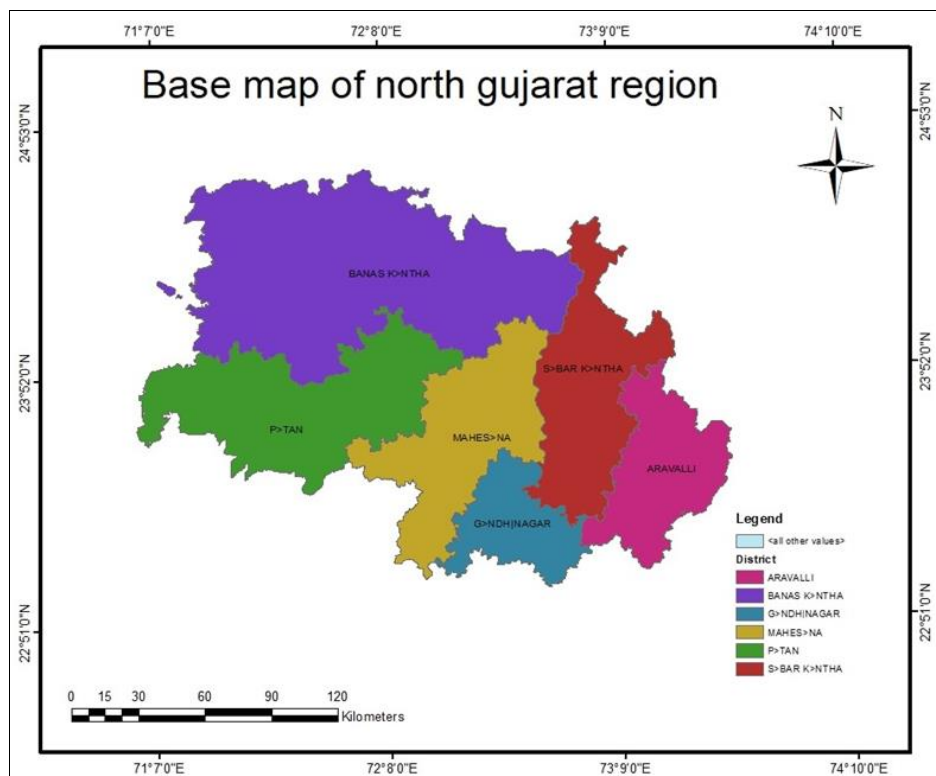 71°7'0"E 72°8'0"E 73°9'0"E 74°10'0"E
Base map of north gujarat region
N
24°53'0"N
24°53'0"N
BANAS K>NTHA
S>BAR K>NTHA
23°52'0"N
23°52'0"N
P>TAN
MAHES>NA
ARAVALLI
G>NDH|NAGAR
Legend
<all other values>
District
ARAVALLI
BANAS K>NTHA
G>NDH|NAGAR
MAHES>NA
P>TAN
S>BAR K>NTHA
22°51'0"N
22°51'0"N
0 15 30 60 90 120
Kilometers
71°7'0"E 72°8'0"E 73°9'0"E 74°10'0"E